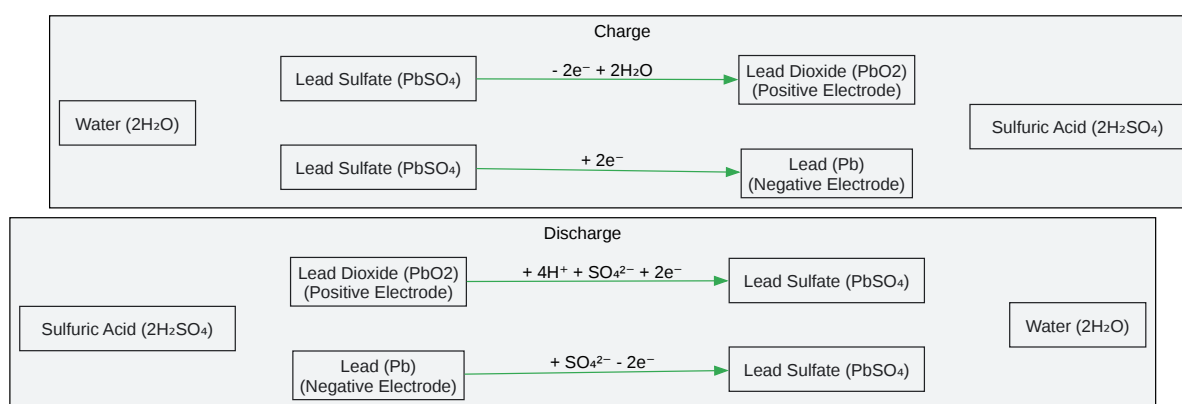 Charge
Lead Sulfate (PbSO₄)
- 2e⁻ + 2H₂O
Lead Dioxide (PbO2)
(Positive Electrode)
Water (2H₂O)
Sulfuric Acid (2H₂SO₄)
Lead Sulfate (PbSO₄)
+ 2e⁻
Lead (Pb)
(Negative Electrode)
Discharge
Lead Dioxide (PbO2)
(Positive Electrode)
+ 4H⁺ + SO₄²⁻ + 2e⁻
Lead Sulfate (PbSO₄)
Sulfuric Acid (2H₂SO₄)
Water (2H₂O)
Lead (Pb)
(Negative Electrode)
+ SO₄²⁻ - 2e⁻
Lead Sulfate (PbSO₄)